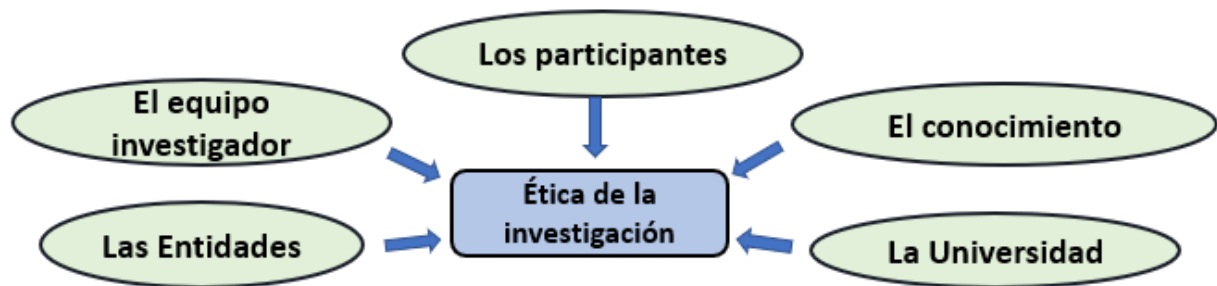 Los participantes
El equipo
investigador
El conocimiento
Ética de la
investigación
Las Entidades
La Universidad